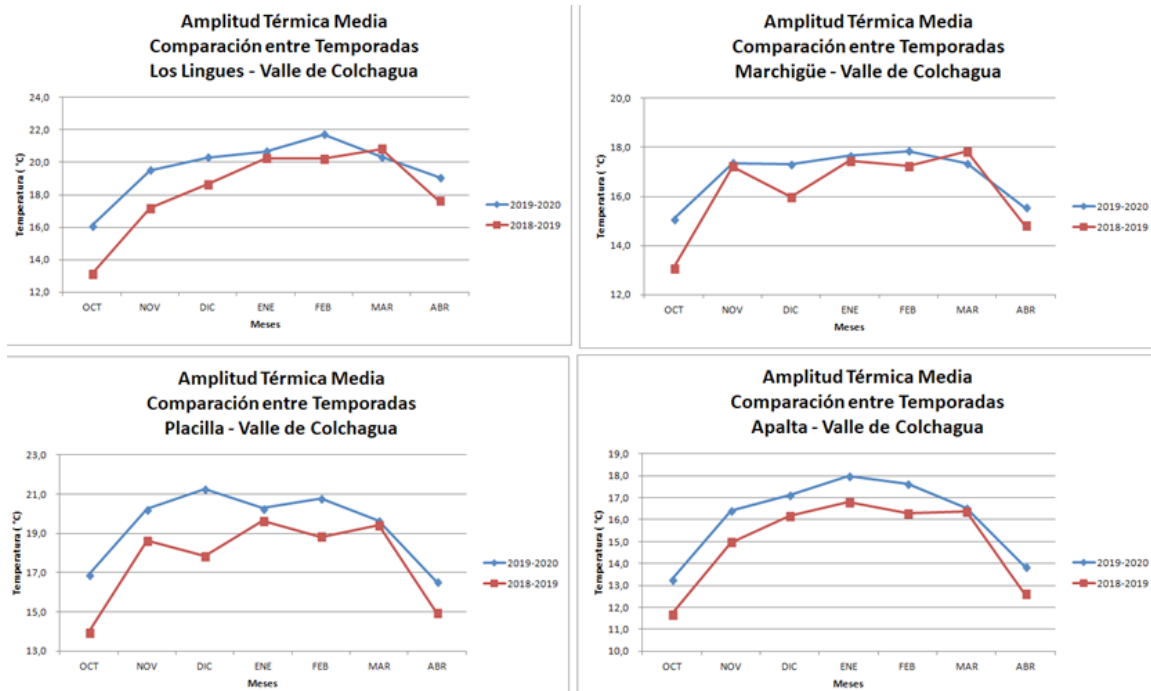 Amplitud Térmica Media
Comparación entre Temporadas
Los Lingues - Valle de Colchagua
Temperatura ( °C)
24,0
22,0
20,0
18,0
16,0
14,0
12,0
OCT NOV DIC ENE FEB MAR ABR
Meses
2019-2020
2018-2019
Amplitud Térmica Media
Comparación entre Temporadas
Marchigüe - Valle de Colchagua
Temperatura ( °C)
20,0
18,0
16,0
14,0
12,0
OCT NOV DIC ENE FEB MAR ABR
Meses
2019-2020
2018-2019
Amplitud Térmica Media
Comparación entre Temporadas
Placilla - Valle de Colchagua
Temperatura ( °C)
23,0
21,0
19,0
17,0
15,0
13,0
OCT NOV DIC ENE FEB MAR ABR
Meses
2019-2020
2018-2019
Amplitud Térmica Media
Comparación entre Temporadas
Apalta - Valle de Colchagua
Temperatura ( °C)
19,0
18,0
17,0
16,0
15,0
14,0
13,0
12,0
11,0
10,0
OCT NOV DIC ENE FEB MAR ABR
Meses
2019-2020
2018-2019